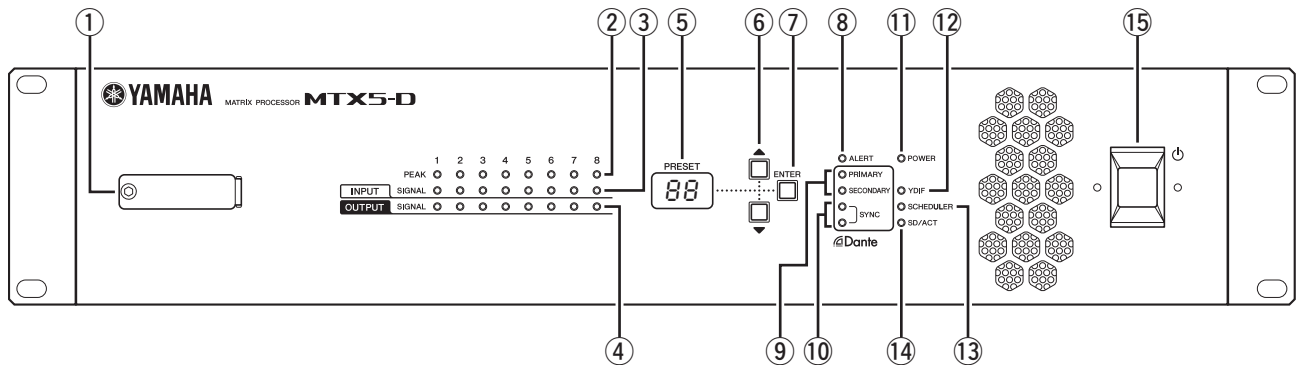 ① ② ③ ⑤ ⑥ ⑦ ⑧ ⑪ ⑫ ⑮
YAMAHA MATRIX PROCESSOR MTX5-D
1 2 3 4 5 6 7 8
PEAK
INPUT SIGNAL
OUTPUT SIGNAL
PRESET
88
ENTER
ALERT
PRIMARY
SECONDARY
SYNC
Dante
POWER
YDIF
SCHEDULER
SD/ACT
④ ⑨ ⑩ ⑭ ⑬